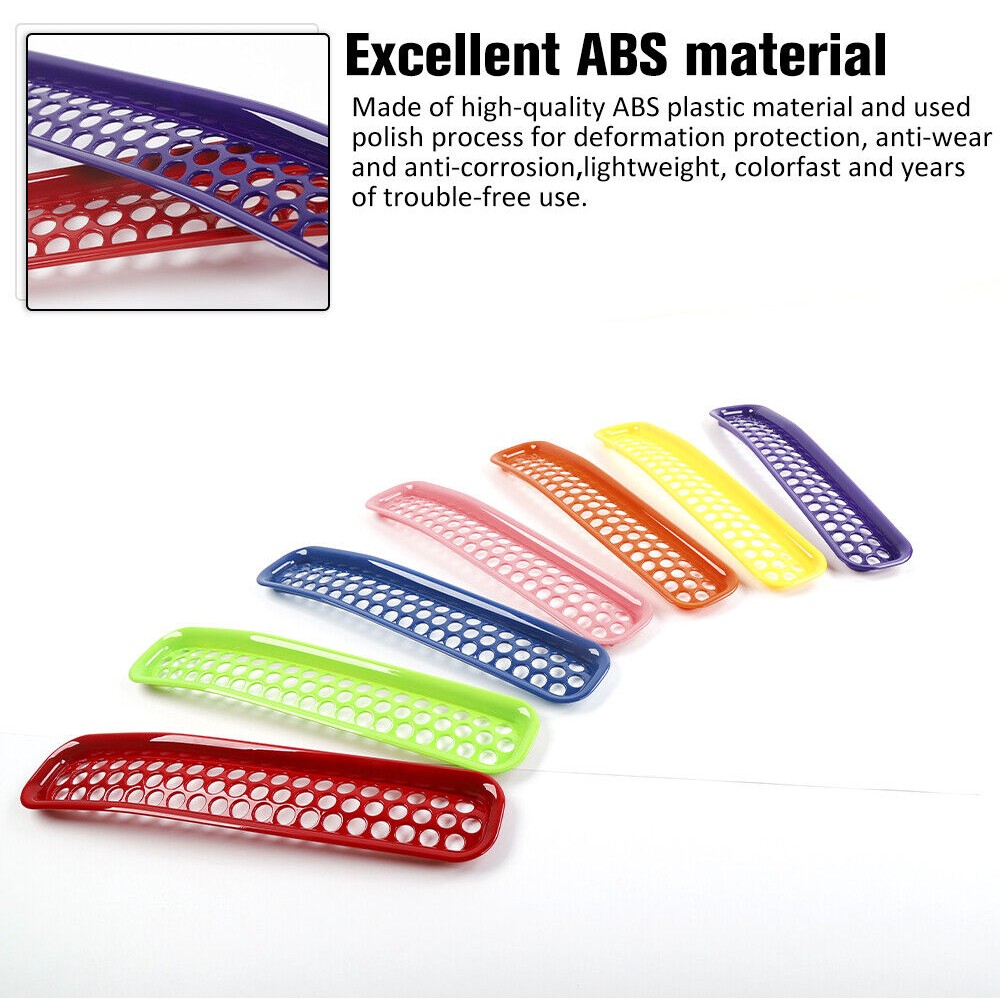 Excellent ABS material
Made of high-quality ABS plastic material and used
polish process for deformation protection, anti-wear
and anti-corrosion,lightweight, colorfast and years
of trouble-free use.